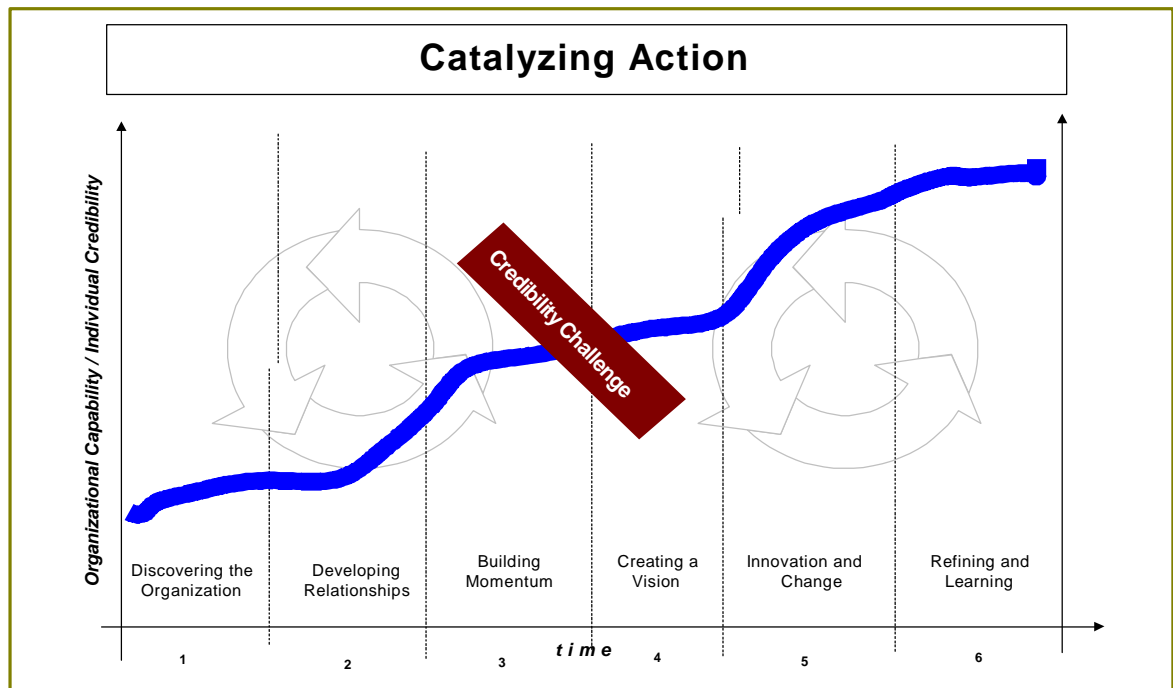 Catalyzing Action
Organizational Capability / Individual Credibility
Credibility Challenge
Discovering the
Organization
Developing
Relationships
Building
Momentum
Creating a
Vision
Innovation and
Change
Refining and
Learning
time
1
2
3
4
5
6